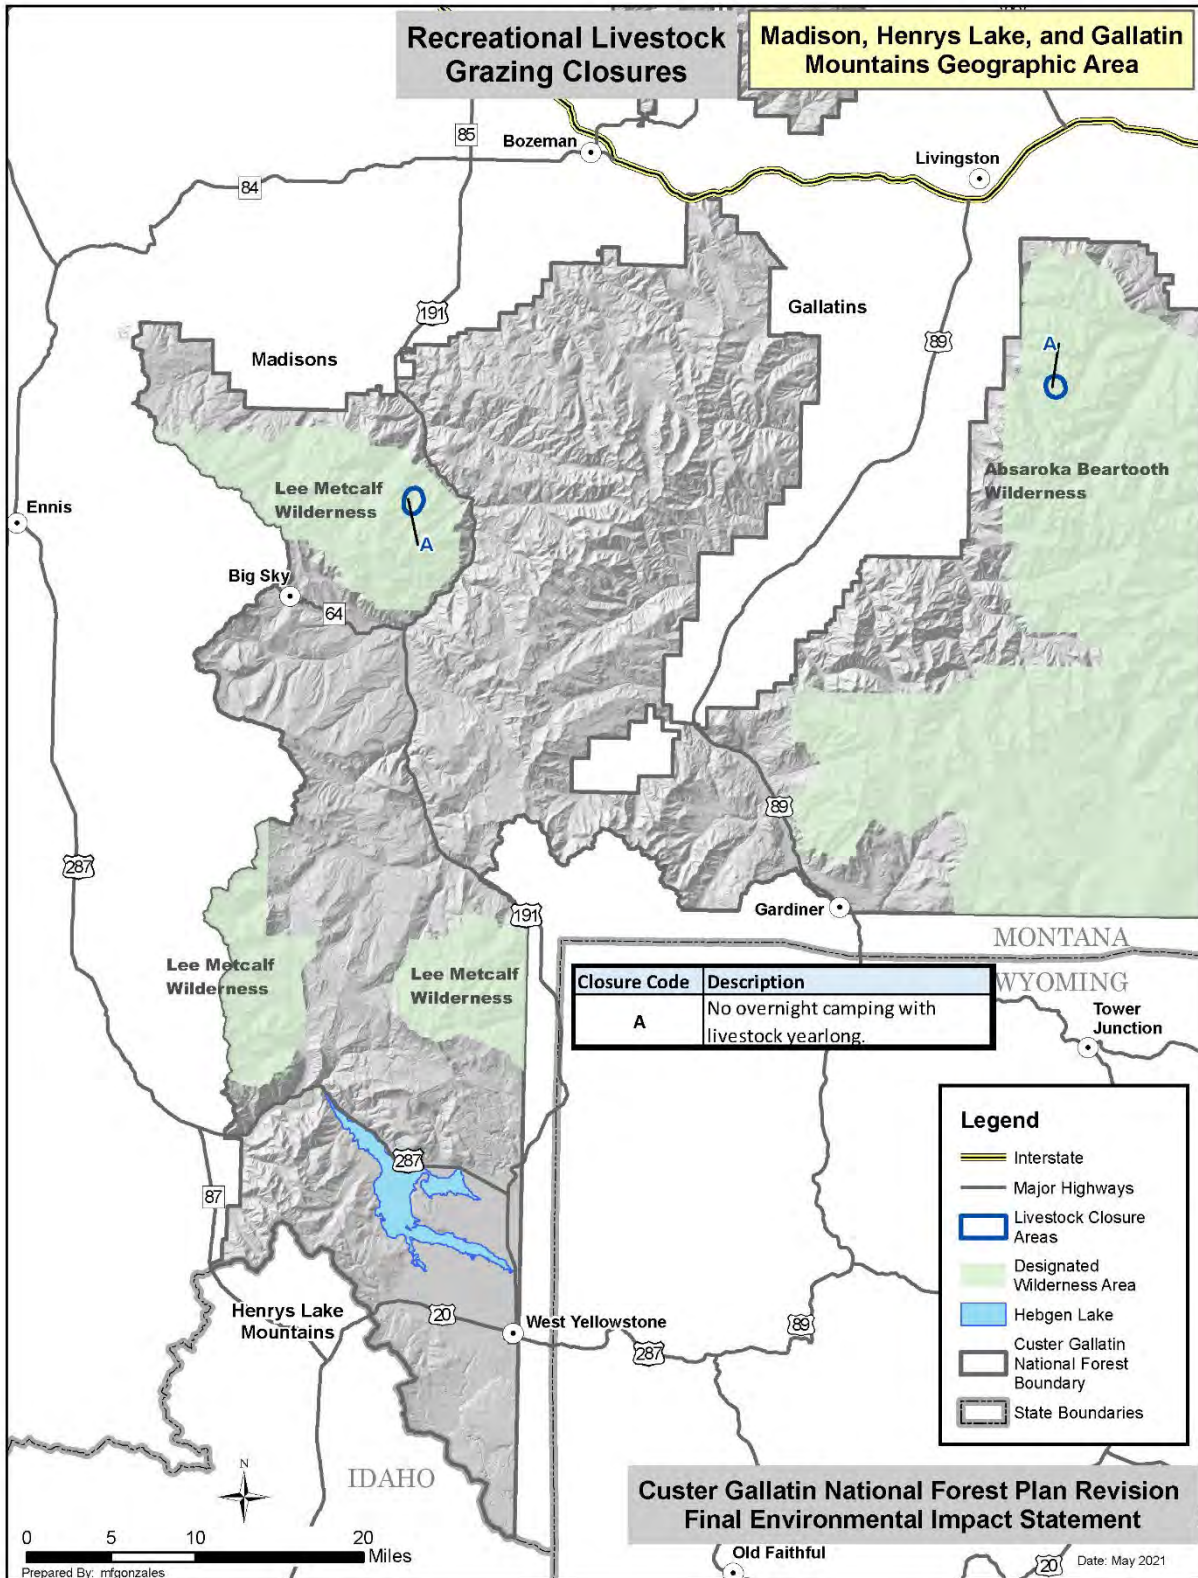 Recreational Livestock
Grazing Closures
Madison, Henrys Lake, and Gallatin
Mountains Geographic Area
85
Bozeman
Livingston
84
191
Gallatins
89
Madisons
A
Absaroka Beartooth
Wilderness
Lee Metcalf
Wilderness
Ennis
A
Big Sky
64
89
287
191
Gardiner
MONTANA
WYOMING
Lee Metcalf
Wilderness
Lee Metcalf
Wilderness
Closure Code Description
A No overnight camping with
livestock yearlong.
Tower
Junction
Legend
Interstate
Major Highways
Livestock Closure
Areas
Designated
Wilderness Area
Hebgen Lake
Custer Gallatin
National Forest
Boundary
State Boundaries
287
87
Henrys Lake
Mountains
20
West Yellowstone
89
287
N
IDAHO
Custer Gallatin National Forest Plan Revision
Final Environmental Impact Statement
0 5 10 20
Miles
Prepared By: mfgonzales
Old Faithful
20
Date: May 2021